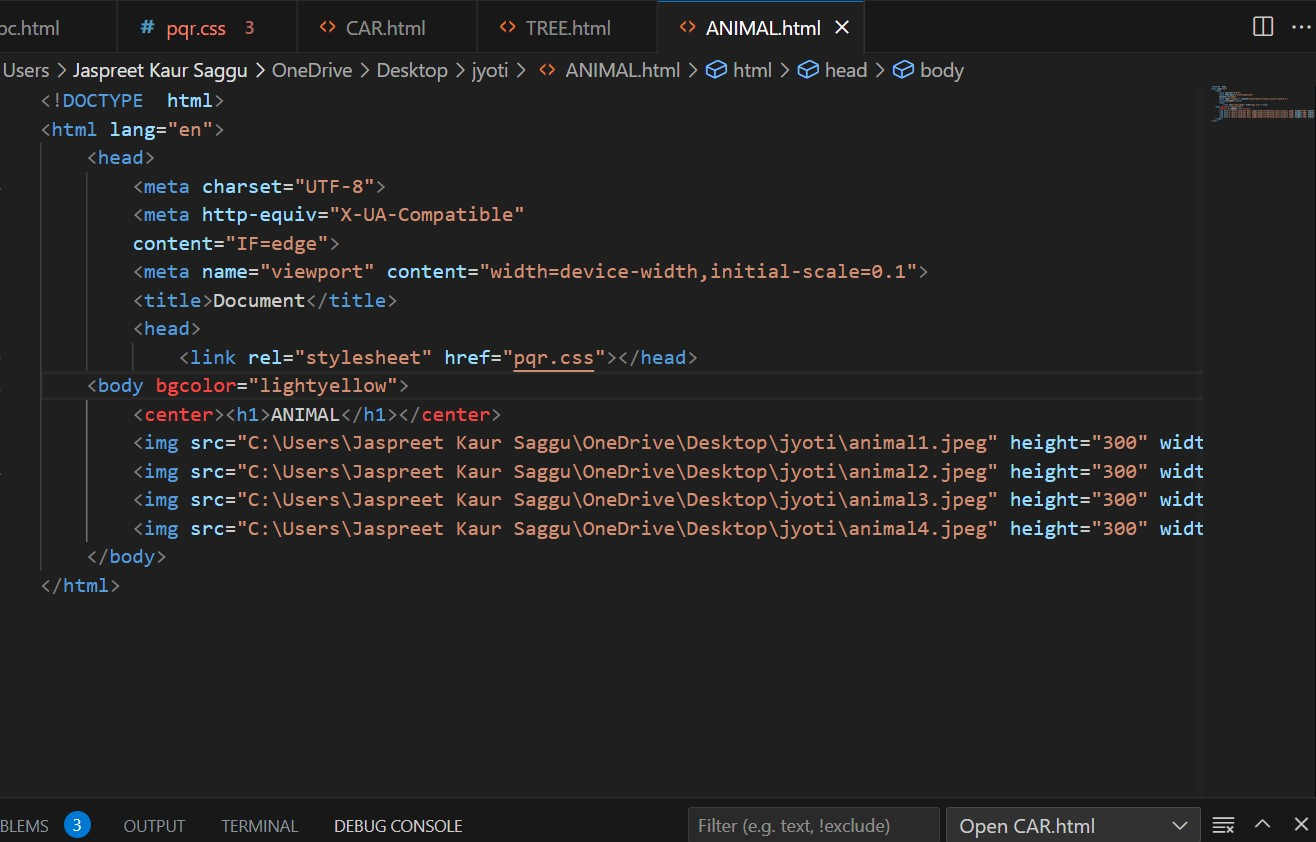 oc.html # pqr.css 3 <> CAR.html <> TREE.html <> ANIMAL.html ×
Users > Jaspreet Kaur Saggu > OneDrive > Desktop > jyoti > <> ANIMAL.html > html > head > body
<!DOCTYPE  html>
<html lang="en">
<head>
<meta charset="UTF-8">
<meta http-equiv="X-UA-Compatible"
content="IF=edge">
<meta name="viewport" content="width=device-width,initial-scale=0.1">
<title>Document</title>
<head>
<link rel="stylesheet" href="pqr.css"></head>
<body bgcolor="lightyellow">
<center><h1>ANIMAL</h1></center>
<img src="C:\Users\Jaspreet Kaur Saggu\OneDrive\Desktop\jyoti\animal1.jpeg" height="300" widt
<img src="C:\Users\Jaspreet Kaur Saggu\OneDrive\Desktop\jyoti\animal2.jpeg" height="300" widt
<img src="C:\Users\Jaspreet Kaur Saggu\OneDrive\Desktop\jyoti\animal3.jpeg" height="300" widt
<img src="C:\Users\Jaspreet Kaur Saggu\OneDrive\Desktop\jyoti\animal4.jpeg" height="300" widt
</body>
</html>
BLEMS 3 OUTPUT TERMINAL DEBUG CONSOLE Filter (e.g. text, !exclude) Open CAR.html